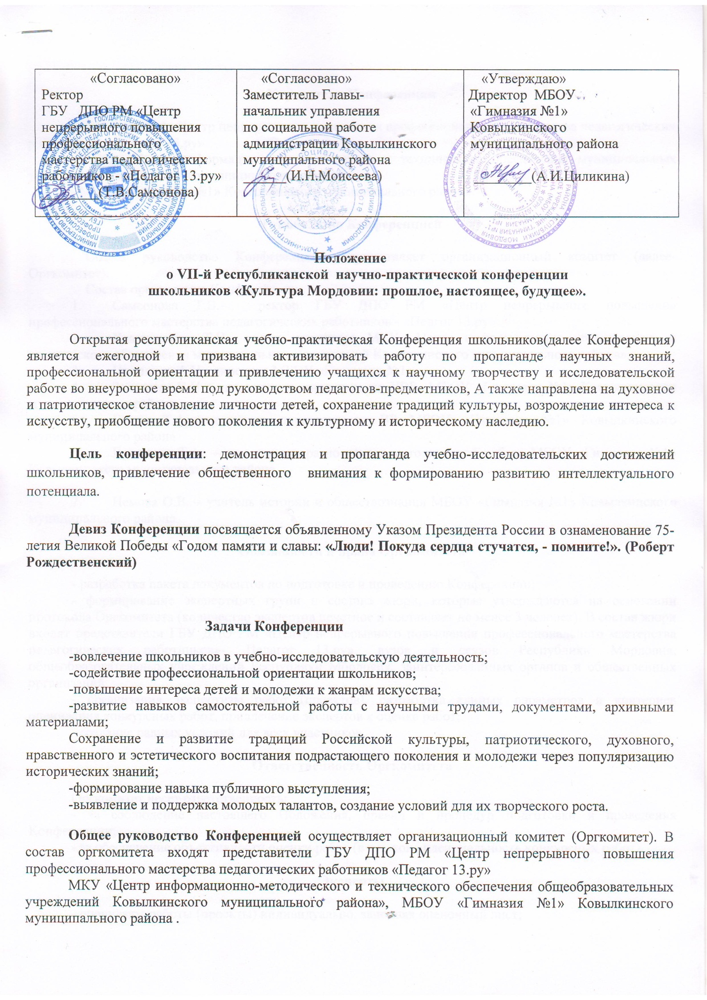 «Согласовано»
Ректор
ГБУ ДПО РМ «Центр
непрерывного повышения
профессионального
мастерства педагогических
работников - «Педагог 13.ру»
(Т.В.Самсонова)
«Согласовано»
Заместитель Главы-
начальник управления
по социальной работе
администрации Ковылкинского
муниципального района
(И.Н.Моисеева)
«Утверждаю»
Директор МБОУ
«Гимназия №1»
Ковылкинского
муниципального района
(А.И.Циликина)
Положение
о VII-й Республиканской научно-практической конференции
школьников «Культура Мордовии: прошлое, настоящее, будущее».
Открытая республиканская учебно-практическая Конференция школьников(далее Конференция)
является ежегодной и призвана активизировать работу по пропаганде научных знаний,
профессиональной ориентации и привлечению учащихся к научному творчеству и исследовательской
работе во внеурочное время под руководством педагогов-предметников, А также направлена на духовное
и патриотическое становление личности детей, сохранение традиций культуры, возрождение интереса к
искусству, приобщение нового поколения к культурному и историческому наследию.
Цель конференции: демонстрация и пропаганда учебно-исследовательских достижений
школьников, привлечение общественного внимания к формированию развитию интеллектуального
потенциала.
Девиз Конференции посвящается объявленному Указом Президента России в ознаменование 75-
летия Великой Победы «Годом памяти и славы: «Люди! Покуда сердца стучатся, - помните!». (Роберт
Рождественский)
Задачи Конференции
-вовлечение школьников в учебно-исследовательскую деятельность;
-содействие профессиональной ориентации школьников;
-повышение интереса детей и молодежи к жанрам искусства;
-развитие навыков самостоятельной работы с научными трудами, документами, архивными
материалами;
Сохранение и развитие традиций Российской культуры, патриотического, духовного,
нравственного и эстетического воспитания подрастающего поколения и молодежи через популяризацию
исторических знаний;
-формирование навыка публичного выступления;
-выявление и поддержка молодых талантов, создание условий для их творческого роста.
Общее руководство Конференцией осуществляет организационный комитет (Оргкомитет). В
состав оргкомитета входят представители ГБУ ДПО РМ «Центр непрерывного повышения
профессионального мастерства педагогических работников «Педагог 13.ру»
МКУ «Центр информационно-методического и технического обеспечения общеобразовательных
учреждений Ковылкинского муниципального района», МБОУ «Гимназия №1» Ковылкинского
муниципального района .